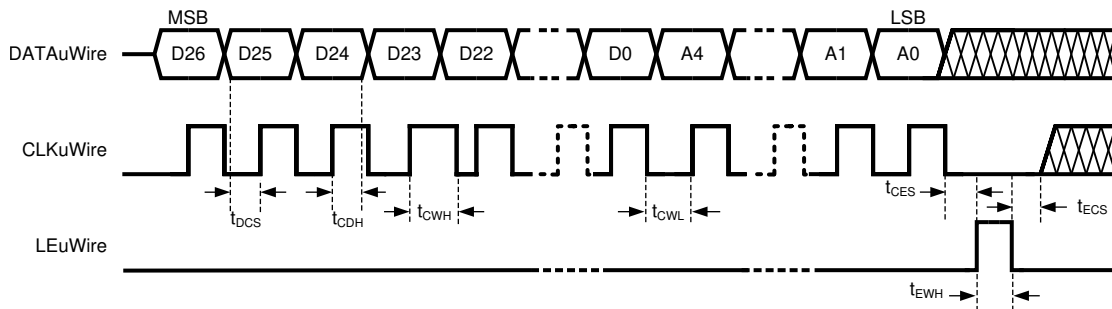 MSB LSB
DATAuWire D26 D25 D24 D23 D22 D0 A4 A1 A0
CLKuWire
tDCS tCDH tCWH tCWL tCES tECS
LEuWire
tEWH